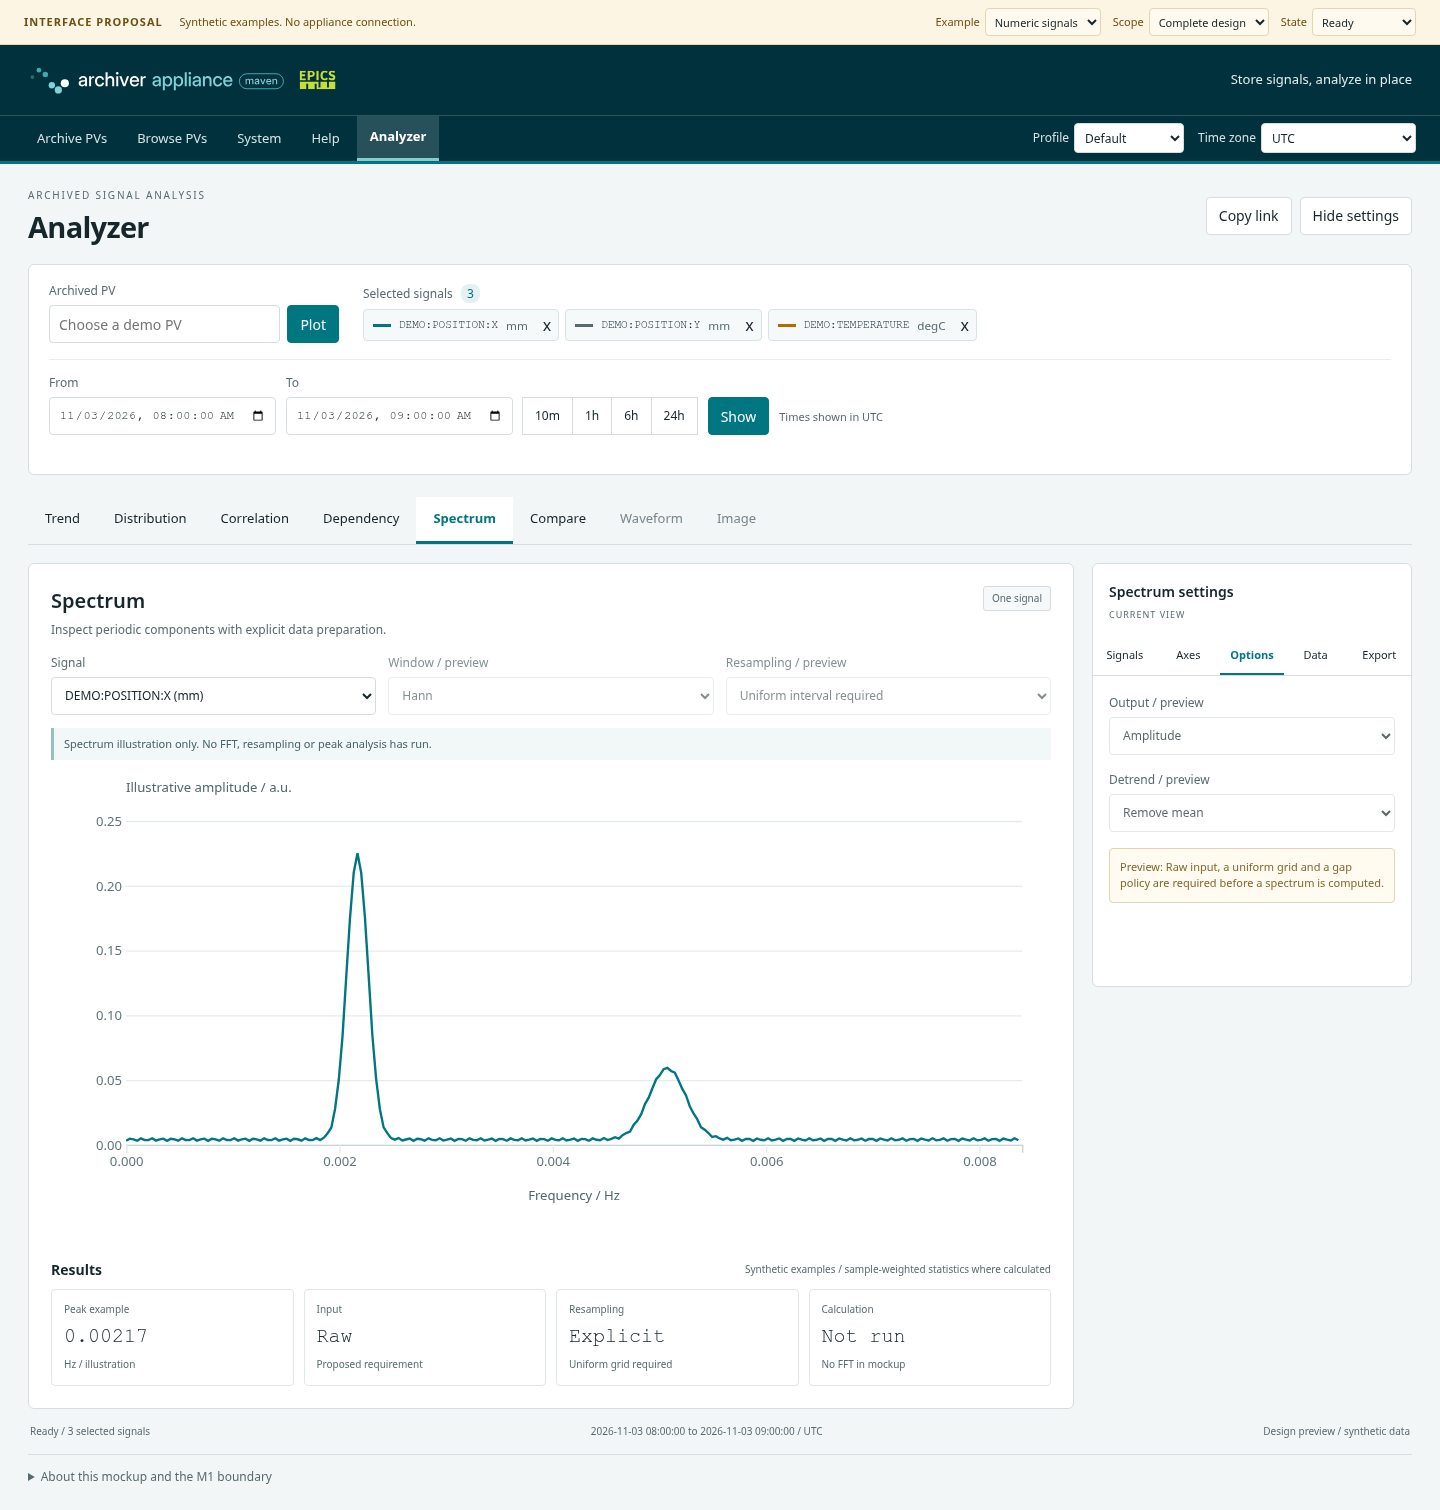 INTERFACE PROPOSAL Synthetic examples. No appliance connection. Example Numeric signals Scope Complete design State Ready
archiver appliance maven EPICS Store signals, analyze in place
Archive PVs Browse PVs System Help Analyzer Profile Default Time zone UTC
ARCHIVED SIGNAL ANALYSIS
Analyzer Copy link Hide settings
Archived PV Selected signals 3
Choose a demo PV Plot DEMO:POSITION:X mm X DEMO:POSITION:Y mm X DEMO:TEMPERATURE degC X
From To
11/03/2026, 08:00:00 AM 11/03/2026, 09:00:00 AM 10m 1h 6h 24h Show Times shown in UTC
Trend Distribution Correlation Dependency Spectrum Compare Waveform Image
Spectrum One signal
Inspect periodic components with explicit data preparation.
Signal Window / preview Resampling / preview
DEMO:POSITION:X (mm) Hann Uniform interval required
Spectrum illustration only. No FFT, resampling or peak analysis has run.
Illustrative amplitude / a.u.
0.25
0.20
0.15
0.10
0.05
0.00
0.000 0.002 0.004 0.006 0.008
Frequency / Hz
Results Synthetic examples / sample-weighted statistics where calculated
Peak example Input Resampling Calculation
0.00217 Raw Explicit Not run
Hz / illustration Proposed requirement Uniform grid required No FFT in mockup
Spectrum settings
CURRENT VIEW
Signals Axes Options Data Export
Output / preview
Amplitude
Detrend / preview
Remove mean
Preview: Raw input, a uniform grid and a gap
policy are required before a spectrum is computed.
Ready / 3 selected signals 2026-11-03 08:00:00 to 2026-11-03 09:00:00 / UTC Design preview / synthetic data
About this mockup and the M1 boundary